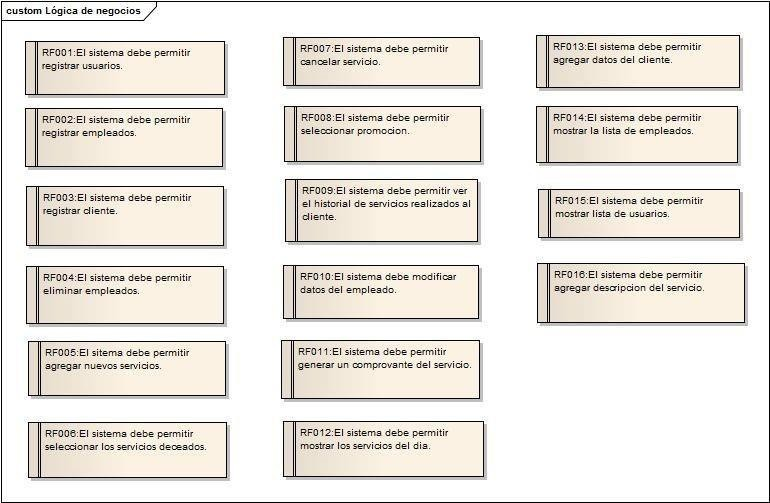 custom Lógica de negocios
RF001:El sistema debe permitir
registrar usuarios.
RF002:El sistema debe permitir
registrar empleados.
RF003:El sistema debe permitir
registrar cliente.
RF004:El sistema debe permitir
eliminar empleados.
RF005:El sitema debe permitir
agregar nuevos servicios.
RF006:El sistema debe permitir
seleccionar los servicios deceados.
RF007:El sistema debe permitir
cancelar servicio.
RF008:El sistema debe permitir
seleccionar promocion.
RF009:El sistema debe permitir ver
el historial de servicios realizados al
cliente.
RF010:El sistema debe modificar
datos del empleado.
RF011:El sistema debe permitir
generar un comprovante del servicio.
RF012:El sistema debe permitir
mostrar los servicios del dia.
RF013:El sistema debe permitir
agregar datos del cliente.
RF014:El sistema debe permitir
mostrar la lista de empleados.
RF015:El sistema debe permitir
mostrar lista de usuarios.
RF016:El sistema debe permitir
agregar descripcion del servicio.